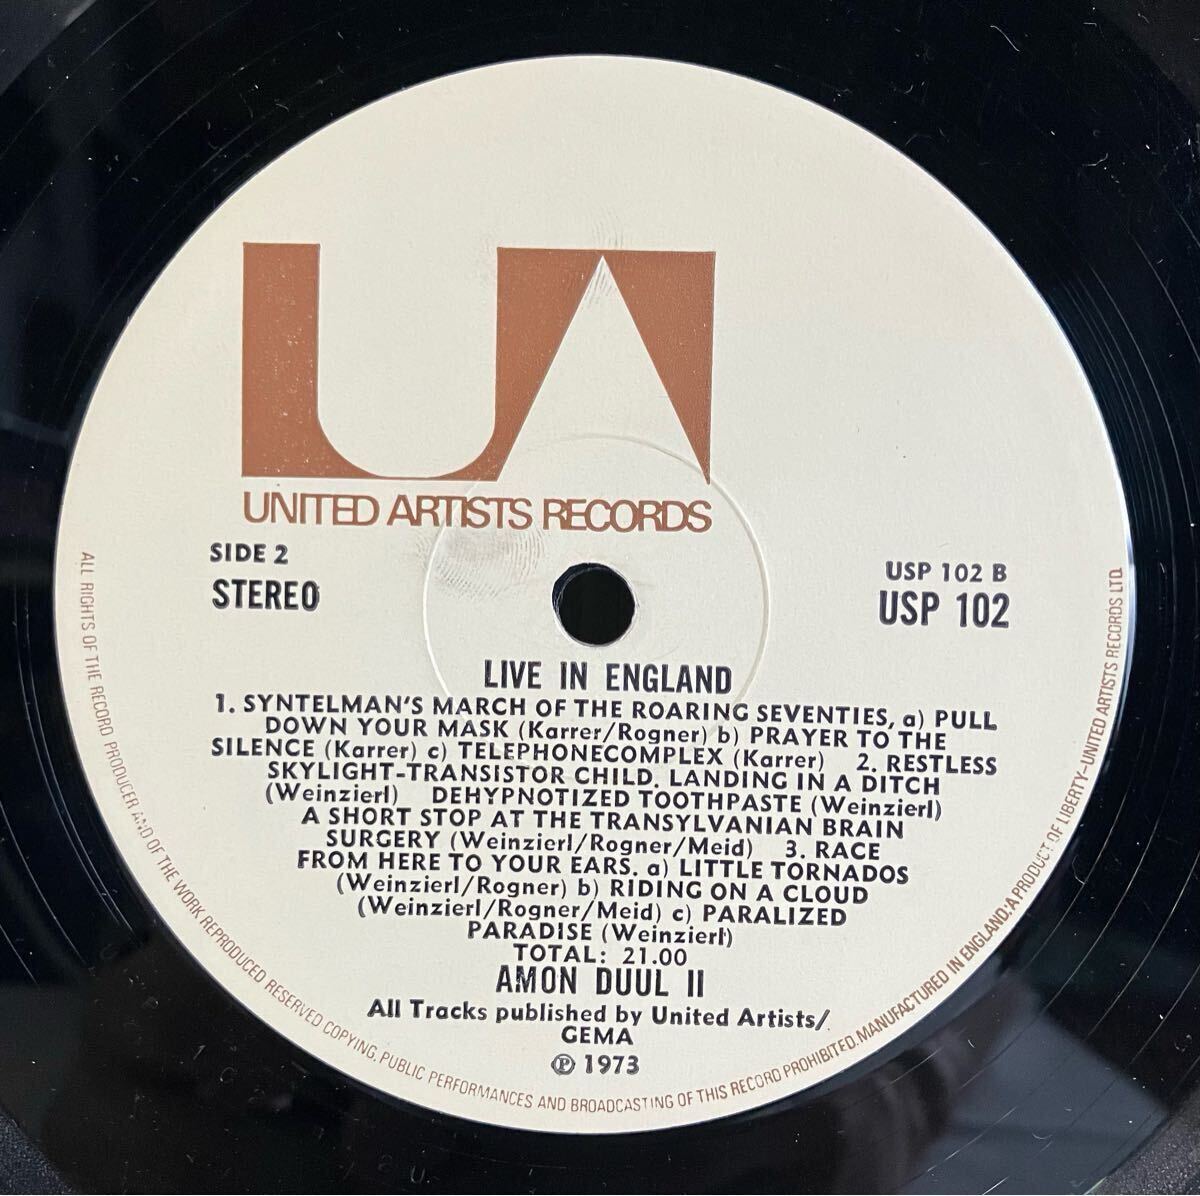 UNITED ARTISTS RECORDS
SIDE 2
STEREO
USP 102 B
USP 102
LIVE IN ENGLAND
1. SYNTELMAN'S MARCH OF THE ROARING SEVENTIES, a) PULL
DOWN YOUR MASK (Karrer/Rogner) b) PRAYER TO THE
SILENCE (Karrer) c) TELEPHONECOMPLEX (Karrer) 2. RESTLESS
SKYLIGHT-TRANSISTOR CHILD. LANDING IN A DITCH
(Weinzierl) DEHYPNOTIZED TOOTHPASTE (Weinzierl)
A SHORT STOP AT THE TRANSYLVANIAN BRAIN
SURGERY (Weinzierl/Rogner/Meid) 3. RACE
FROM HERE TO YOUR EARS. a) LITTLE TORNADOS
(Weinzierl/Rogner) b) RIDING ON A CLOUD
(Weinzierl/Rogner/Meid) c) PARALIZED
PARADISE (Weinzierl)
TOTAL: 21.00
AMON DUUL II
All Tracks published by United Artists/
GEMA
℗ 1973
ALL RIGHTS OF THE RECORD PRODUCER AND OF THE WORK REPRODUCED RESERVED COPYING, PUBLIC PERFORMANCES AND BROADCASTING OF THIS RECORD PROHIBITED. MANUFACTURED IN ENGLAND: A PRODUCT OF LIBERTY-UNITED ARTISTS RECORDS LTD.